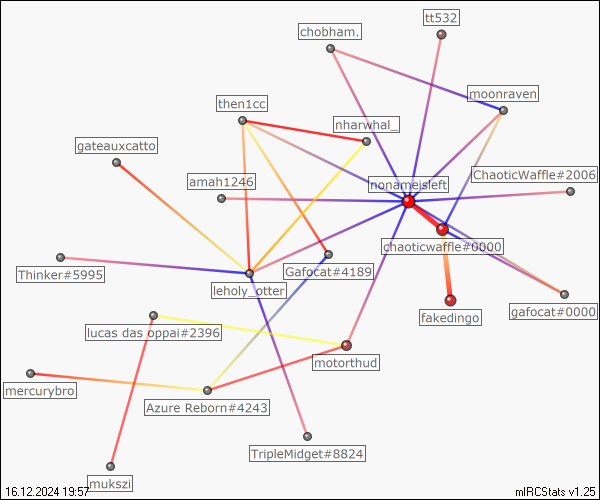 tt532
chobham.
moonraven
then1cc
nharwhal_
gateauxcatto
ChaoticWaffle#2006
amah1246
nonameisleft
chaoticwaffle#0000
Thinker#5995
Gafocat#4189
leholy_otter
gafocat#0000
fakedingo
lucas das oppai#2396
motorthud
mercurybro
Azure Reborn#4243
TripleMidget#8824
mukszi
16.12.2024 19:57
mIRCStats v1.25